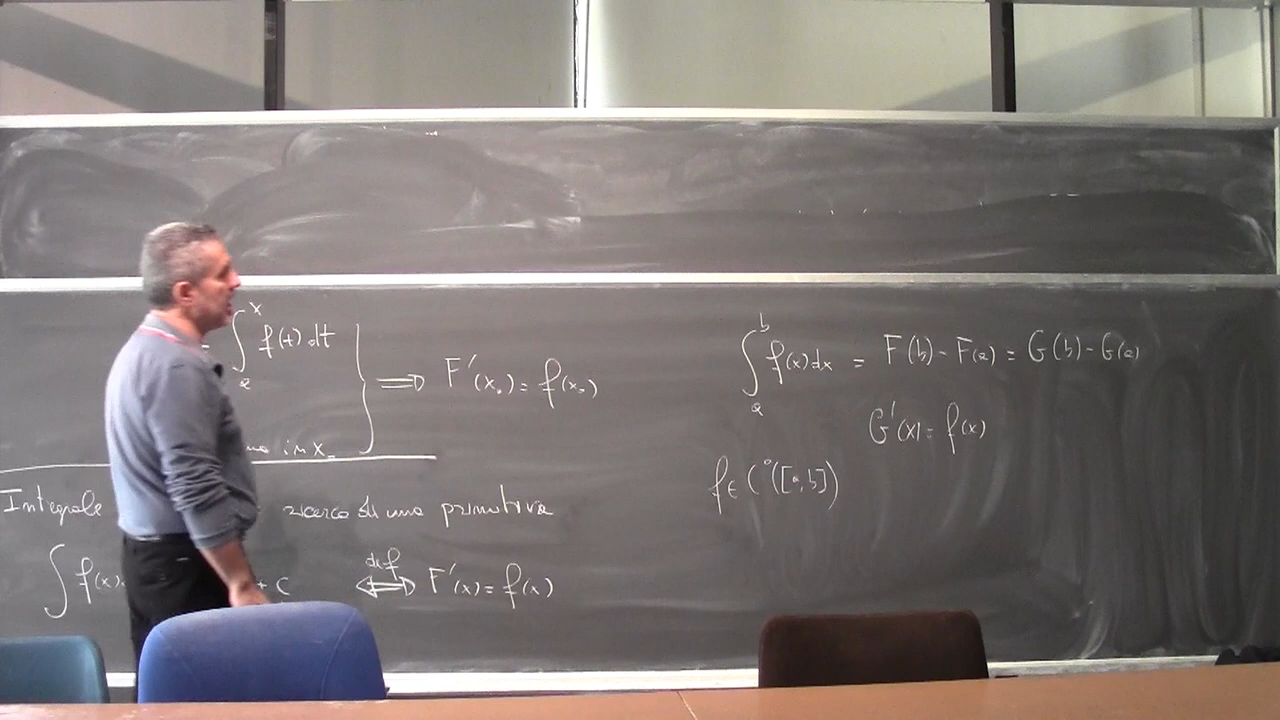 = ∫ₐˣ f(t) dt } ⟹ F'(x₀) = f(x₀)
in x₀
Integrale ricerca di una primitiva
∫ f(x) + c ⟺ def F'(x) = f(x)
∫ₐᵇ f(x) dx = F(b) - F(a) = G(b) - G(a)
G'(x) = f(x)
f ∈ C⁰([a,b])